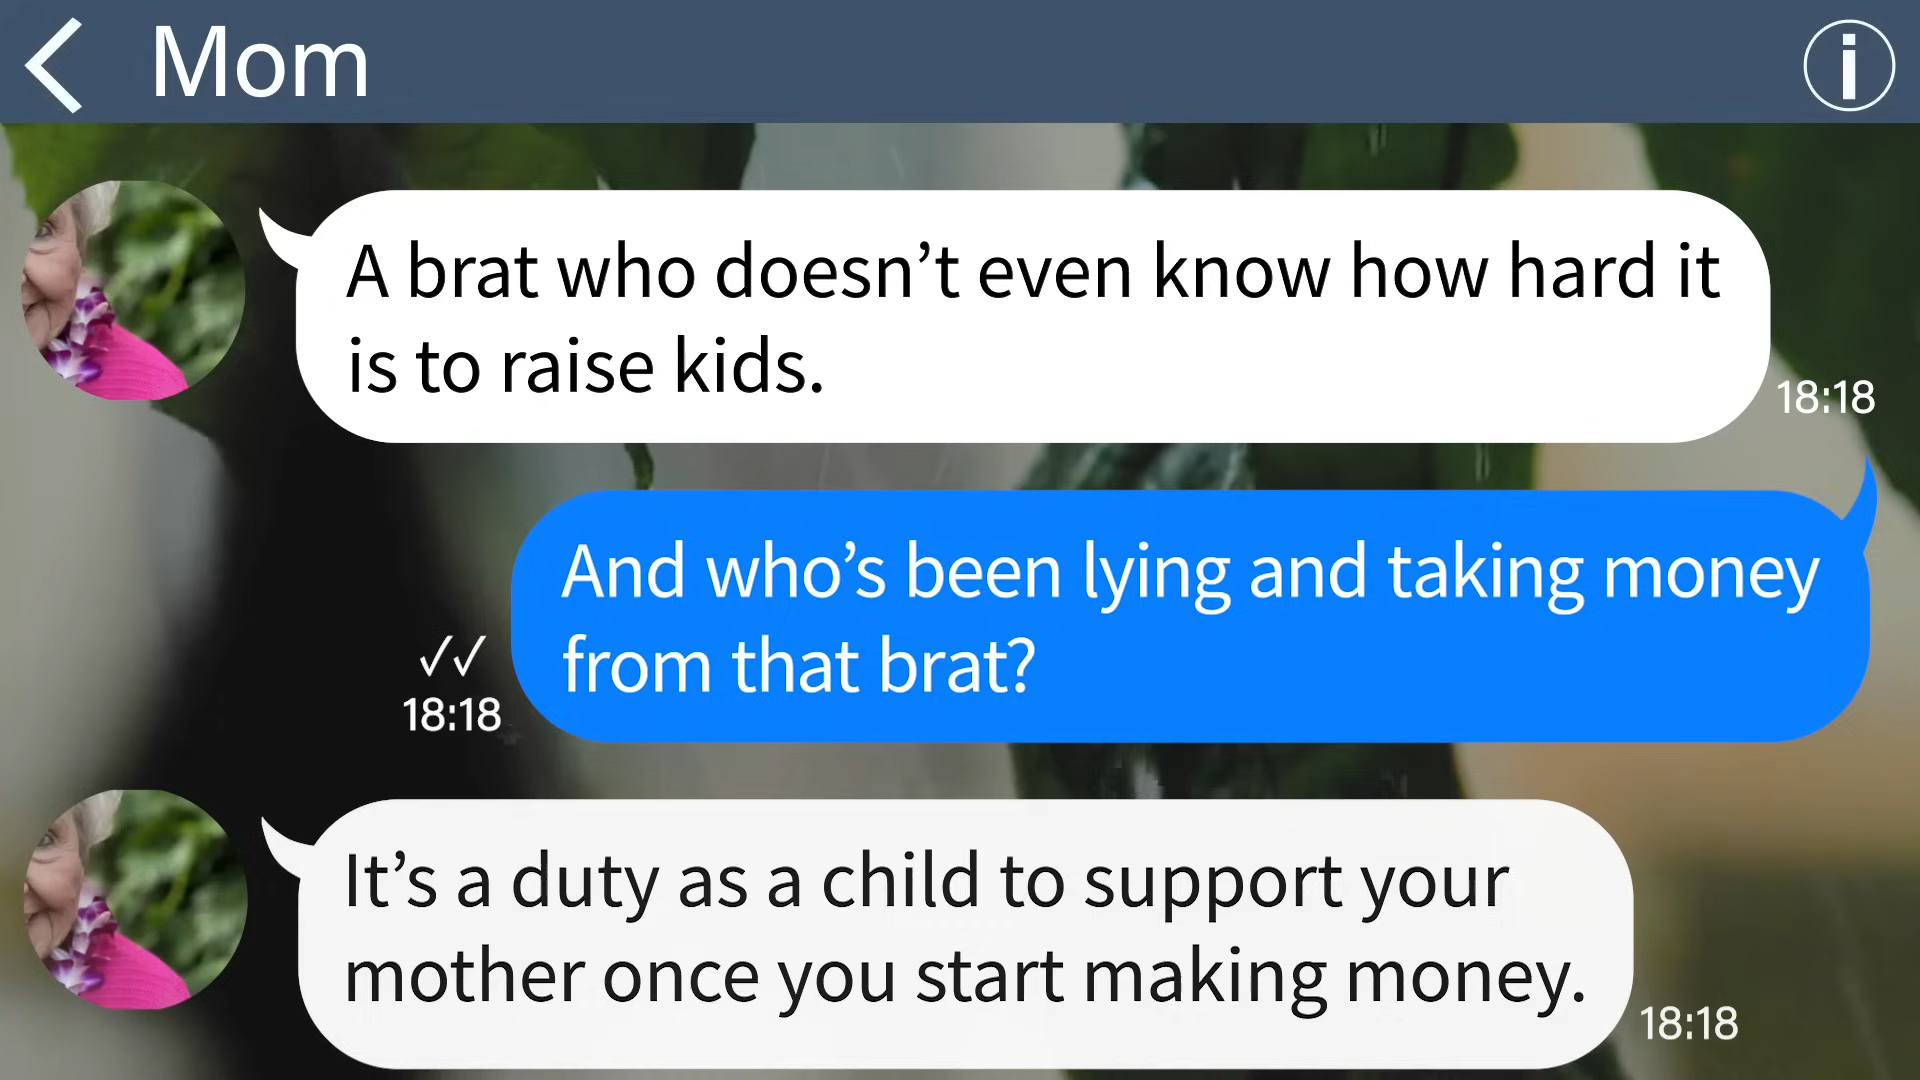 Mom
A brat who doesn’t even know how hard it
is to raise kids.
18:18
And who’s been lying and taking money
from that brat?
✓✓
18:18
It’s a duty as a child to support your
mother once you start making money.
18:18